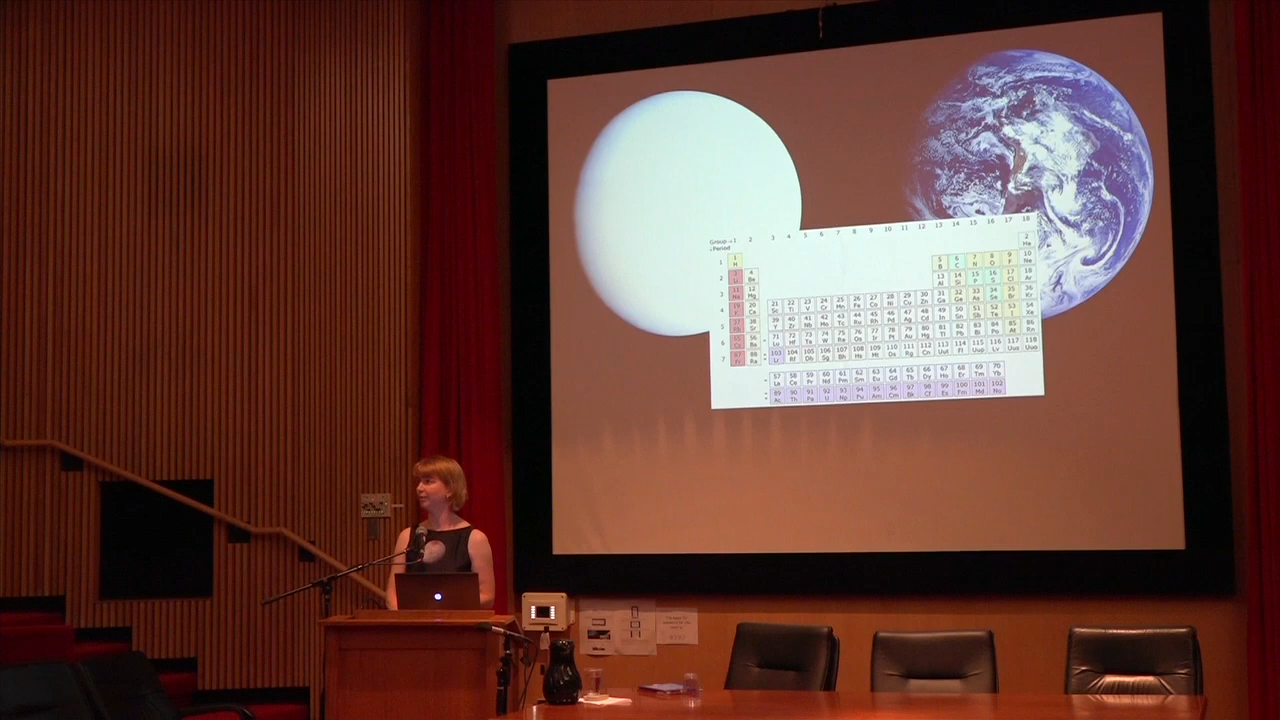 Group → 1 2 3 4 5 6 7 8 9 10 11 12 13 14 15 16 17 18
↓ Period
1 1 2
H He
2 3 4 5 6 7 8 9 10
Li Be B C N O F Ne
3 11 12 13 14 15 16 17 18
Na Mg Al Si P S Cl Ar
4 19 20 21 22 23 24 25 26 27 28 29 30 31 32 33 34 35 36
K Ca Sc Ti V Cr Mn Fe Co Ni Cu Zn Ga Ge As Se Br Kr
5 37 38 39 40 41 42 43 44 45 46 47 48 49 50 51 52 53 54
Rb Sr Y Zr Nb Mo Tc Ru Rh Pd Ag Cd In Sn Sb Te I Xe
6 55 56 71 72 73 74 75 76 77 78 79 80 81 82 83 84 85 86
Cs Ba Lu Hf Ta W Re Os Ir Pt Au Hg Tl Pb Bi Po At Rn
7 87 88 103 104 105 106 107 108 109 110 111 112 113 114 115 116 117 118
Fr Ra Lr Rf Db Sg Bh Hs Mt Ds Rg Cn Uut Fl Uup Lv Uus Uuo
57 58 59 60 61 62 63 64 65 66 67 68 69 70
La Ce Pr Nd Pm Sm Eu Gd Tb Dy Ho Er Tm Yb
89 90 91 92 93 94 95 96 97 98 99 100 101 102
Ac Th Pa U Np Pu Am Cm Bk Cf Es Fm Md No